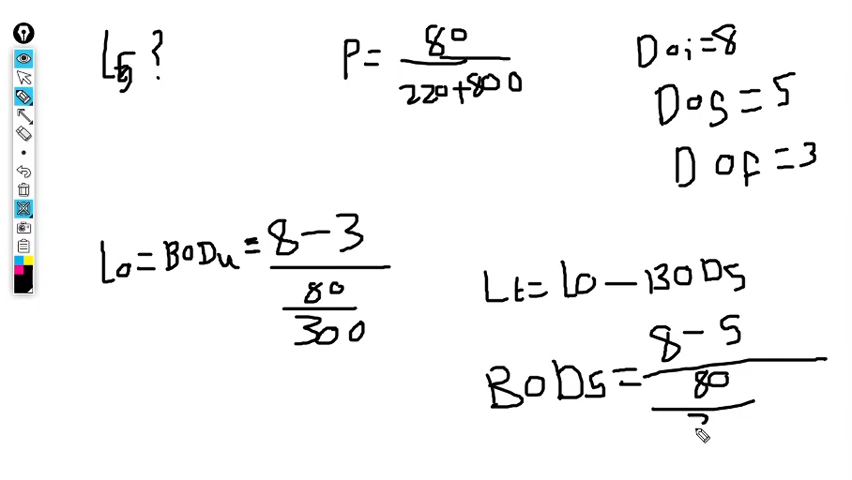 L5?
P = 80 / 220+800
Doi=8
Dos = 5
Dof =3
Lo = BODu = 8 - 3 / 80 / 300
Lt = Lo - BODs
BODs = 8 - 5 / 80 /